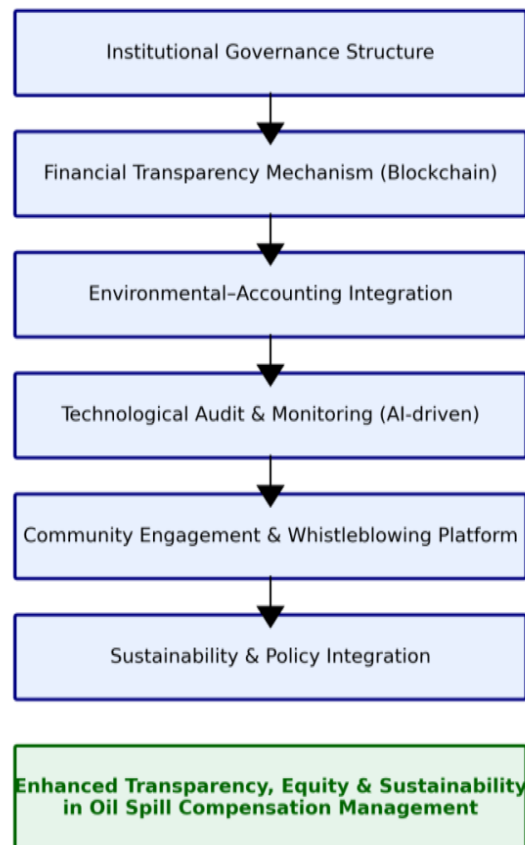 Institutional Governance Structure
Financial Transparency Mechanism (Blockchain)
Environmental–Accounting Integration
Technological Audit & Monitoring (AI-driven)
Community Engagement & Whistleblowing Platform
Sustainability & Policy Integration
Enhanced Transparency, Equity & Sustainability
in Oil Spill Compensation Management